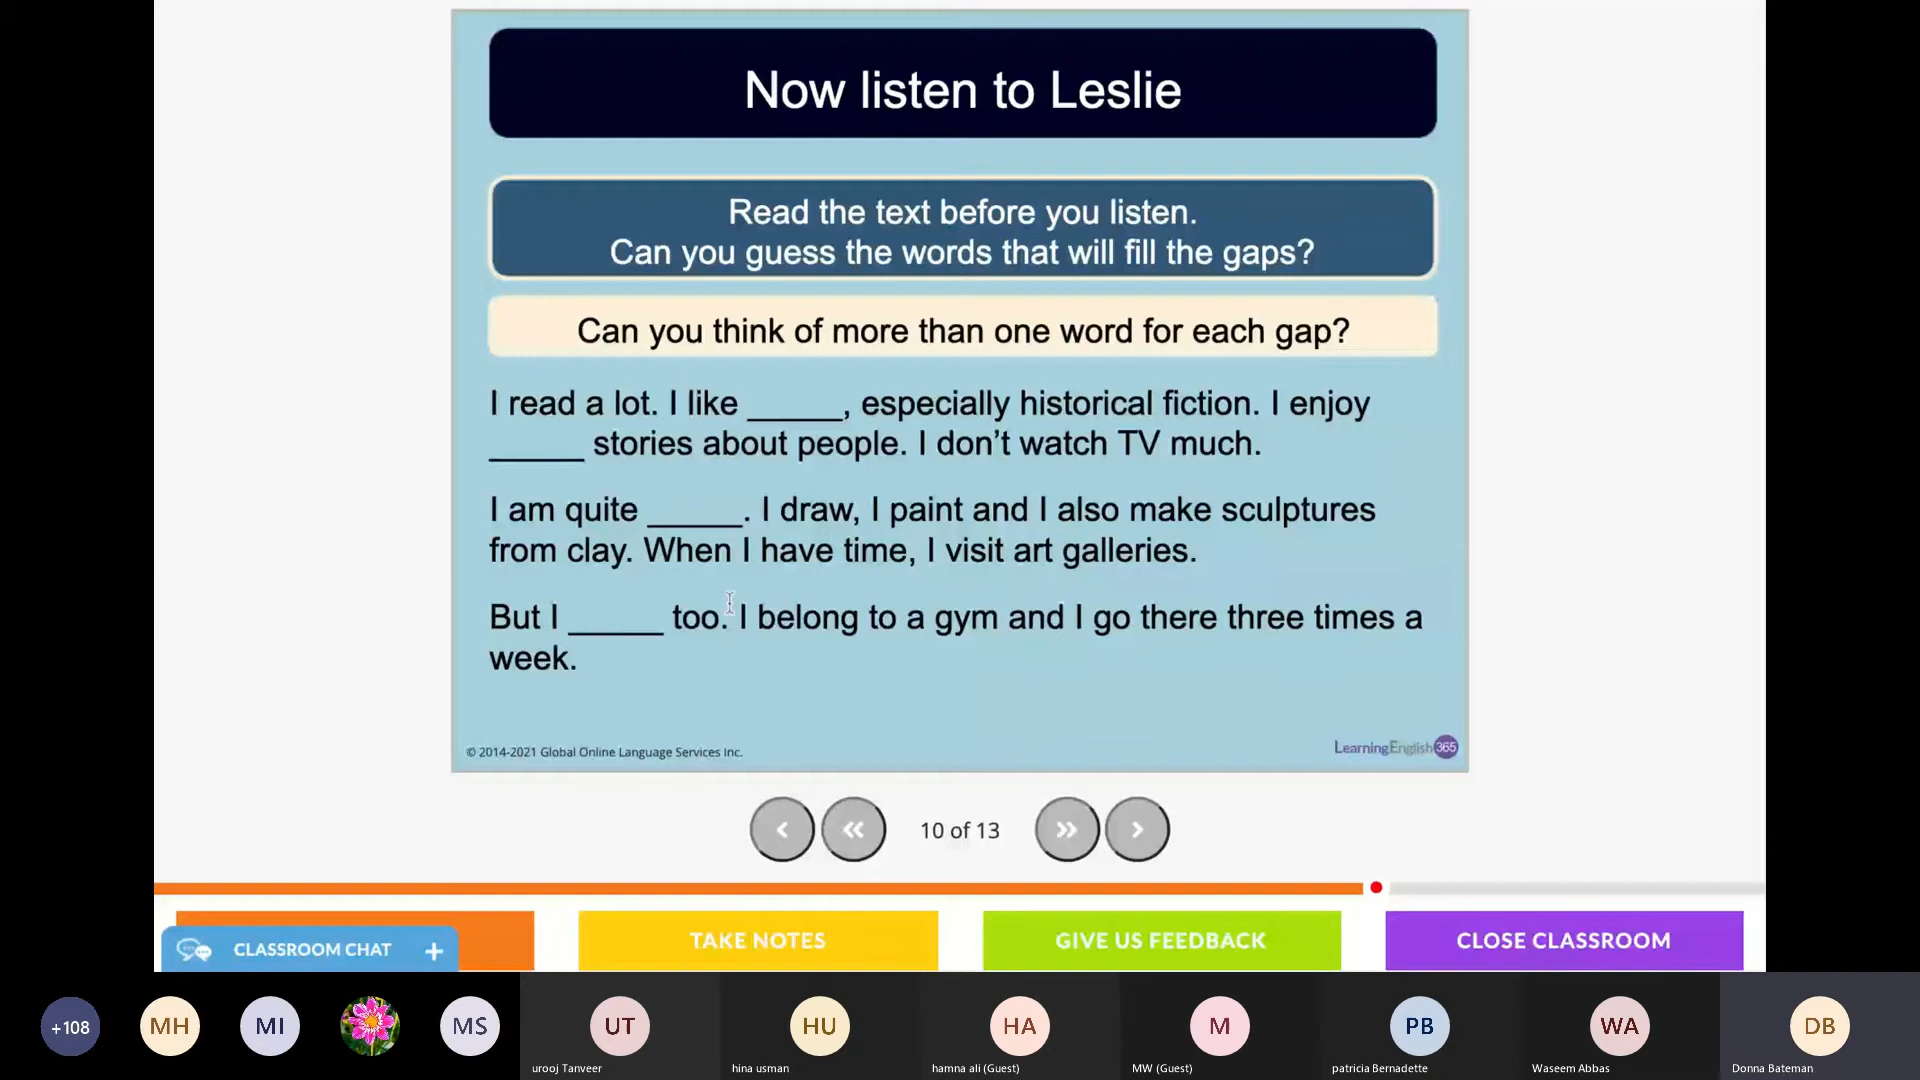 Now listen to Leslie
Read the text before you listen.
Can you guess the words that will fill the gaps?
Can you think of more than one word for each gap?
I read a lot. I like _____, especially historical fiction. I enjoy
_____ stories about people. I don’t watch TV much.
I am quite _____. I draw, I paint and I also make sculptures
from clay. When I have time, I visit art galleries.
But I _____ too. I belong to a gym and I go there three times a
week.
© 2014-2021 Global Online Language Services Inc.
LearningEnglish365
10 of 13
CLASSROOM CHAT +
TAKE NOTES
GIVE US FEEDBACK
CLOSE CLASSROOM
+108
MH
MI
MS
UT
HU
HA
M
PB
WA
DB
urooj Tanveer
hina usman
hamna ali (Guest)
MW (Guest)
patricia Bernadette
Waseem Abbas
Donna Bateman